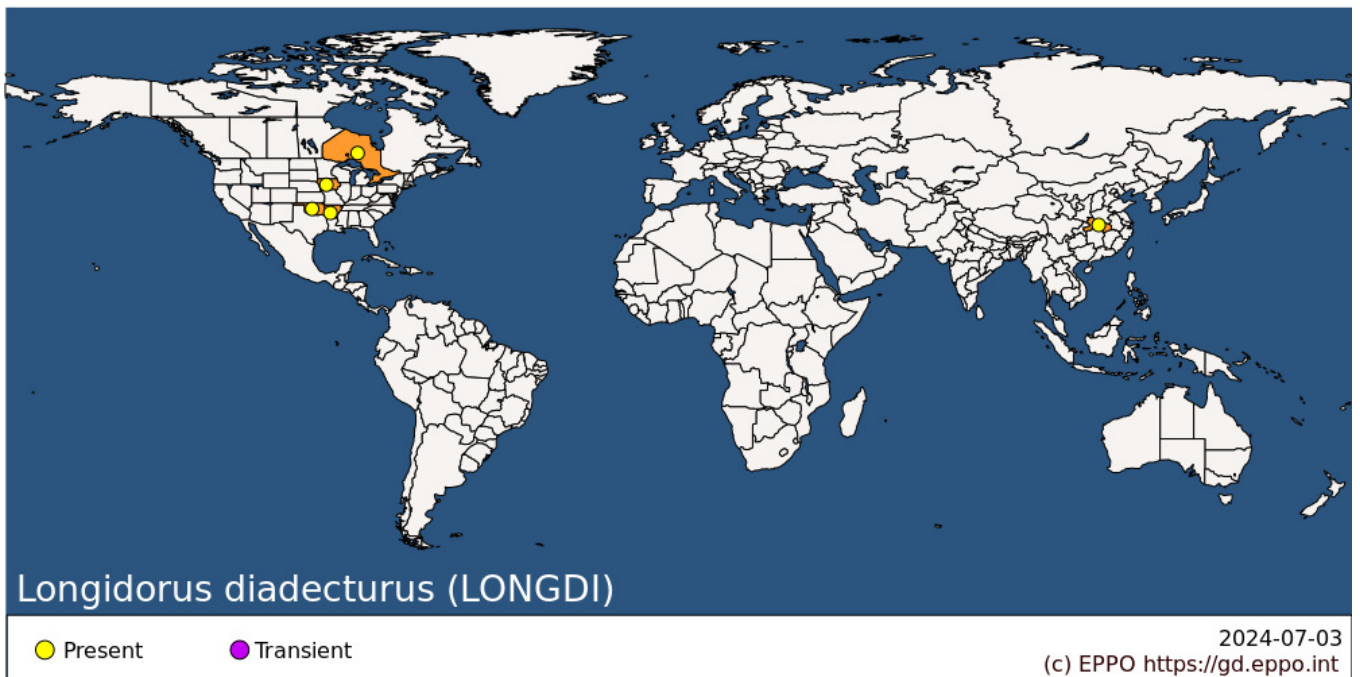 Longidorus diadecturus (LONGDI)
Present
Transient
2024-07-03
(c) EPPO https://gd.eppo.int